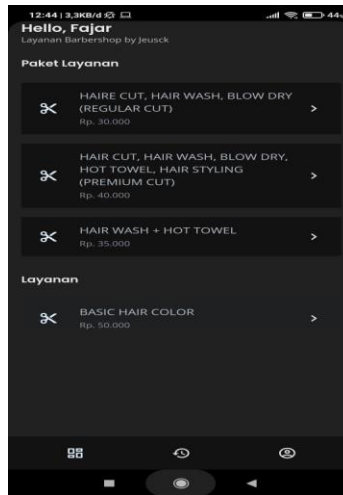 12:44 | 3,3KB/d
44
Hello, Fajar
Layanan Barbershop by Jeusck
Paket Layanan
HAIRE CUT, HAIR WASH, BLOW DRY
(REGULAR CUT)
Rp. 30.000
HAIR CUT, HAIR WASH, BLOW DRY,
HOT TOWEL, HAIR STYLING
(PREMIUM CUT)
Rp. 40.000
HAIR WASH + HOT TOWEL
Rp. 35.000
Layanan
BASIC HAIR COLOR
Rp. 50.000